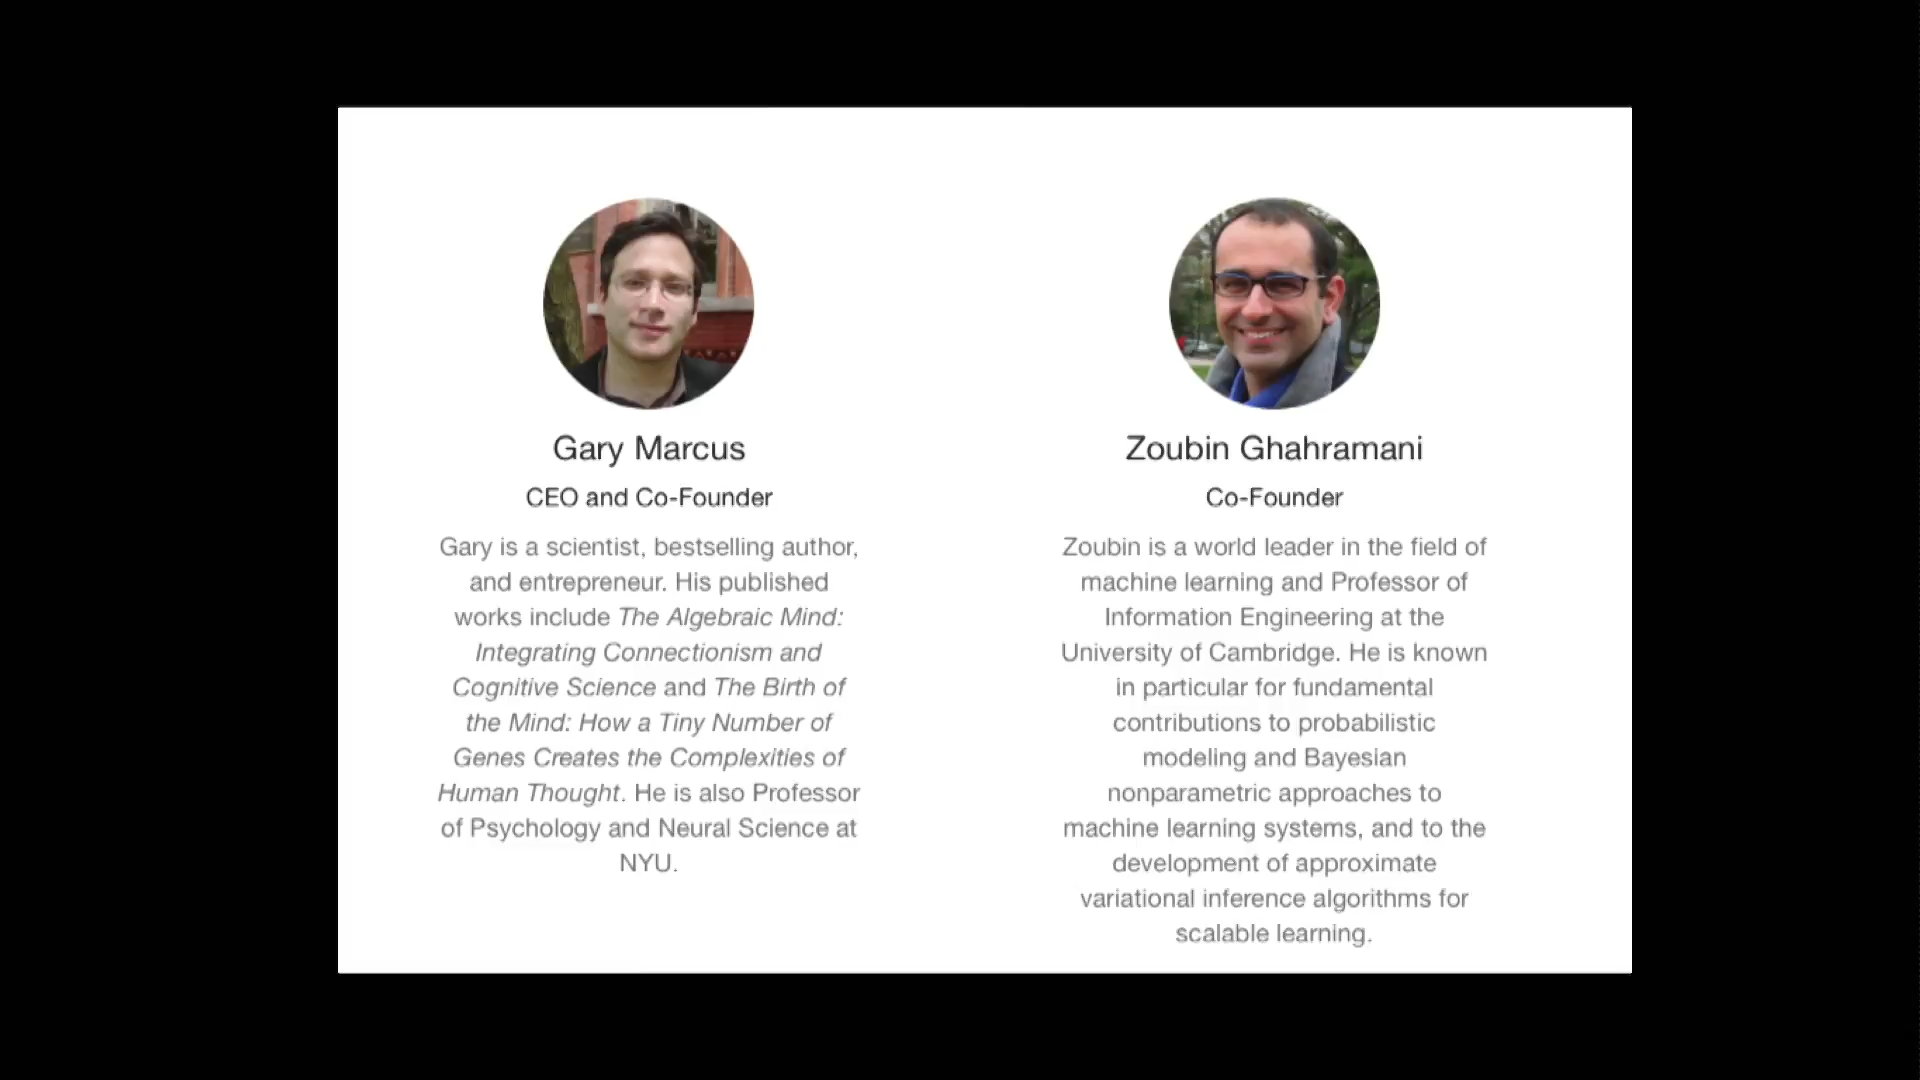 Gary Marcus
CEO and Co-Founder
Gary is a scientist, bestselling author,
and entrepreneur. His published
works include The Algebraic Mind:
Integrating Connectionism and
Cognitive Science and The Birth of
the Mind: How a Tiny Number of
Genes Creates the Complexities of
Human Thought. He is also Professor
of Psychology and Neural Science at
NYU.
Zoubin Ghahramani
Co-Founder
Zoubin is a world leader in the field of
machine learning and Professor of
Information Engineering at the
University of Cambridge. He is known
in particular for fundamental
contributions to probabilistic
modeling and Bayesian
nonparametric approaches to
machine learning systems, and to the
development of approximate
variational inference algorithms for
scalable learning.